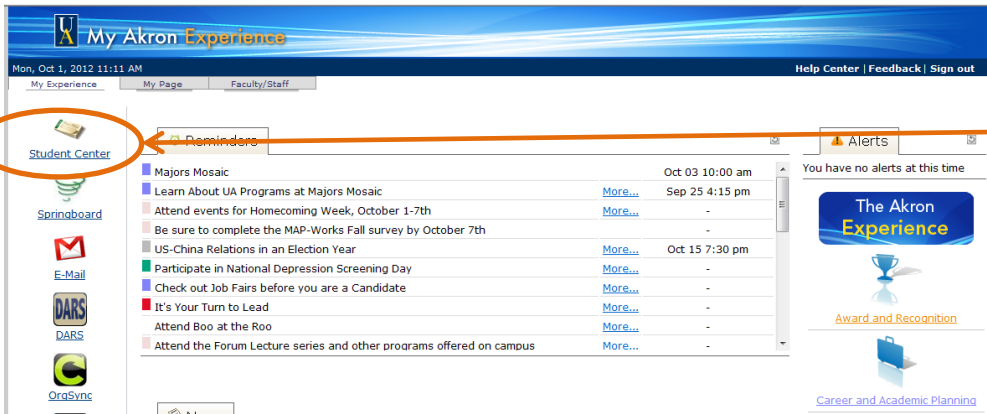 UA My Akron Experience
Mon, Oct 1, 2012 11:11 AM
Help Center | Feedback | Sign out
My Experience My Page Faculty/Staff
Student Center
Springboard
E-Mail
DARS
DARS
OrgSync
Reminders
Majors Mosaic Oct 03 10:00 am
Learn About UA Programs at Majors Mosaic More... Sep 25 4:15 pm
Attend events for Homecoming Week, October 1-7th More... -
Be sure to complete the MAP-Works Fall survey by October 7th -
US-China Relations in an Election Year More... Oct 15 7:30 pm
Participate in National Depression Screening Day More... -
Check out Job Fairs before you are a Candidate More... -
It's Your Turn to Lead More... -
Attend Boo at the Roo More... -
Attend the Forum Lecture series and other programs offered on campus More... -
Alerts
You have no alerts at this time
The Akron
Experience
Award and Recognition
Career and Academic Planning